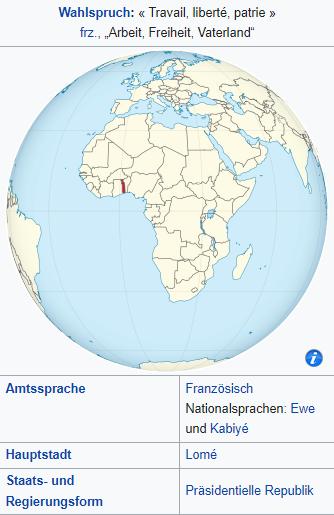 Wahlspruch: « Travail, liberté, patrie »
frz., „Arbeit, Freiheit, Vaterland“
i
Amtssprache Französisch
Nationalsprachen: Ewe
und Kabiyé
Hauptstadt Lomé
Staats- und
Regierungsform Präsidentielle Republik